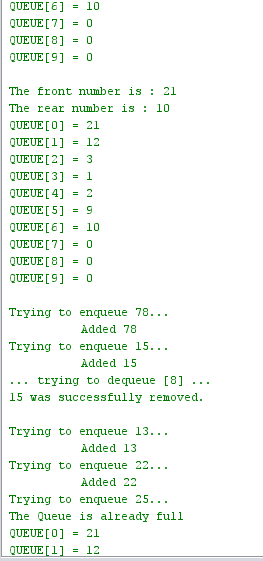 QUEUE[6] = 10
QUEUE[7] = 0
QUEUE[8] = 0
QUEUE[9] = 0
The front number is : 21
The rear number is : 10
QUEUE[0] = 21
QUEUE[1] = 12
QUEUE[2] = 3
QUEUE[3] = 1
QUEUE[4] = 2
QUEUE[5] = 9
QUEUE[6] = 10
QUEUE[7] = 0
QUEUE[8] = 0
QUEUE[9] = 0
Trying to enqueue 78...
Added 78
Trying to enqueue 15...
Added 15
... trying to dequeue [8] ...
15 was successfully removed.
Trying to enqueue 13...
Added 13
Trying to enqueue 22...
Added 22
Trying to enqueue 25...
The Queue is already full
QUEUE[0] = 21
QUEUE[1] = 12